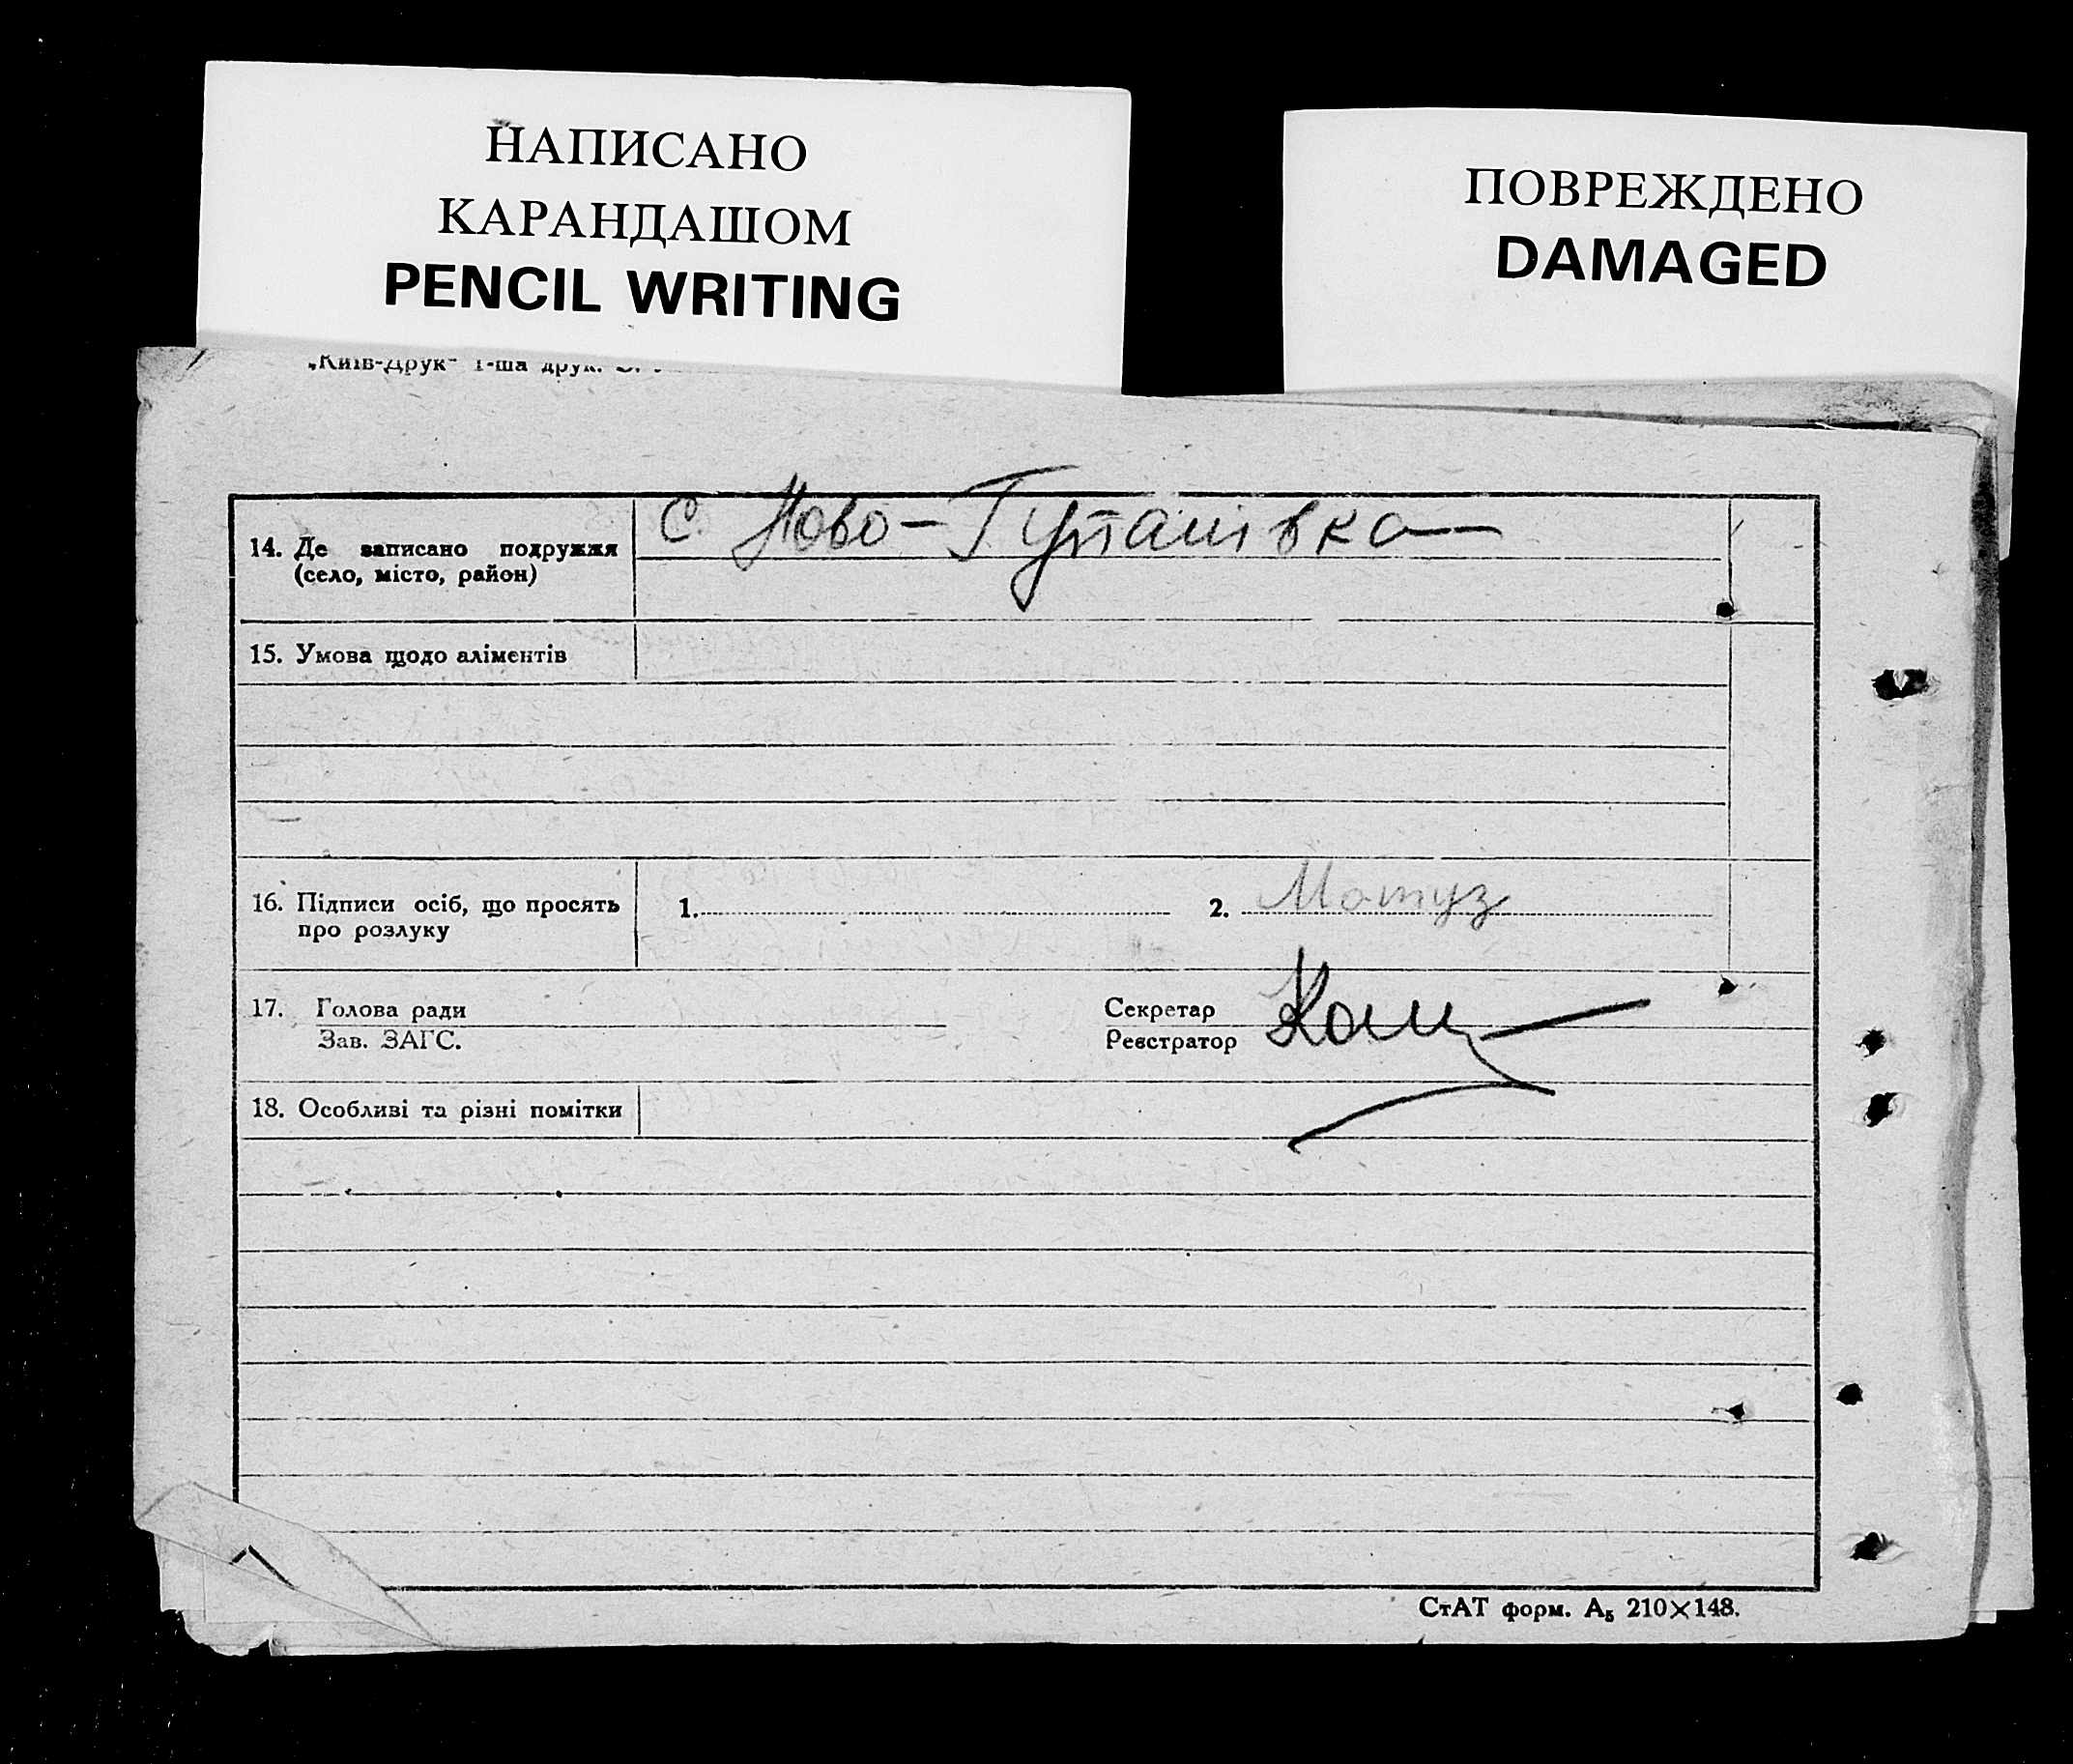 НАПИСАНО
КАРАНДАШОМ
PENCIL WRITING
ПОВРЕЖДЕНО
DAMAGED
„Київ-Друк" 1-ша друк.
14. Де записано подружжя с. Ново-Гупалівка
(село, місто, район)
15. Умова щодо аліментів
16. Підписи осіб, що просять 1. 2. Матуз
про розлуку
17. Голова ради Секретар
Зав. ЗАГС. Реєстратор
18. Особливі та різні помітки
СтАТ форм. А5 210×148.